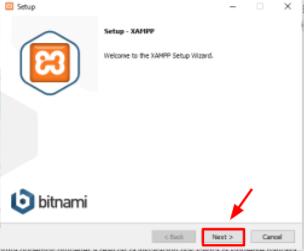 Setup
Setup - XAMPP
Welcome to the XAMPP Setup Wizard.
bitnami
< Back
Next >
Cancel